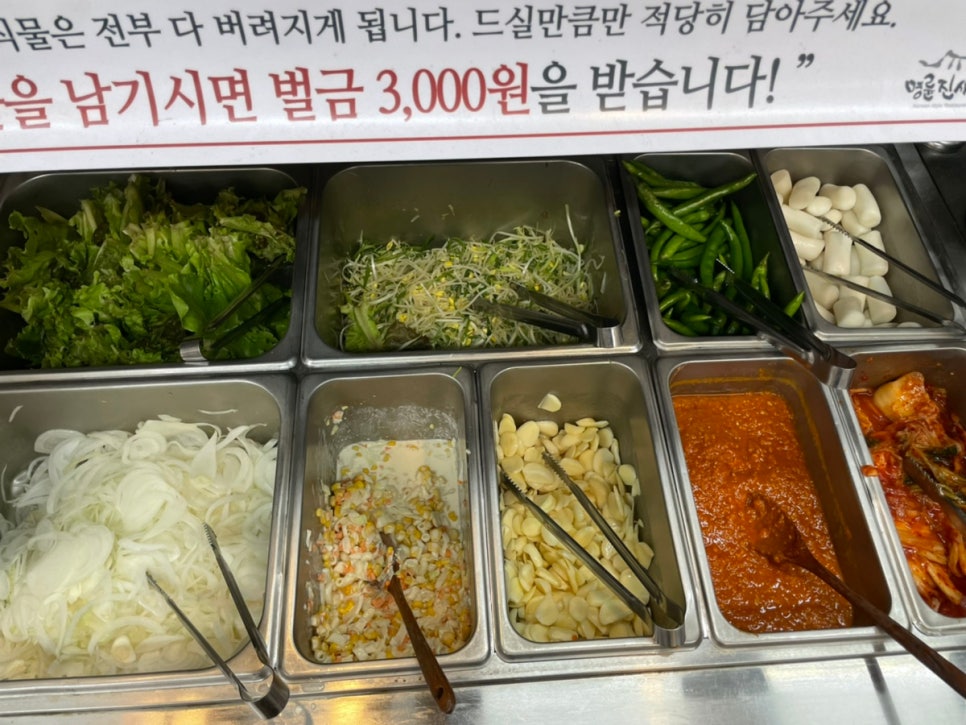 식물은 전부 다 버려지게 됩니다. 드실만큼만 적당히 담아주세요.
을 남기시면 벌금 3,000원을 받습니다! ”
명륜진사